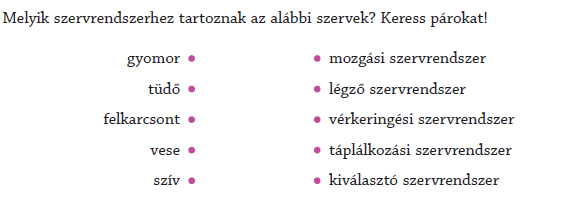 Melyik szervrendszerhez tartoznak az alábbi szervek? Keress párokat!
gyomor • • mozgási szervrendszer
tüdő • • légző szervrendszer
felkarcsont • • vérkeringési szervrendszer
vese • • táplálkozási szervrendszer
szív • • kiválasztó szervrendszer